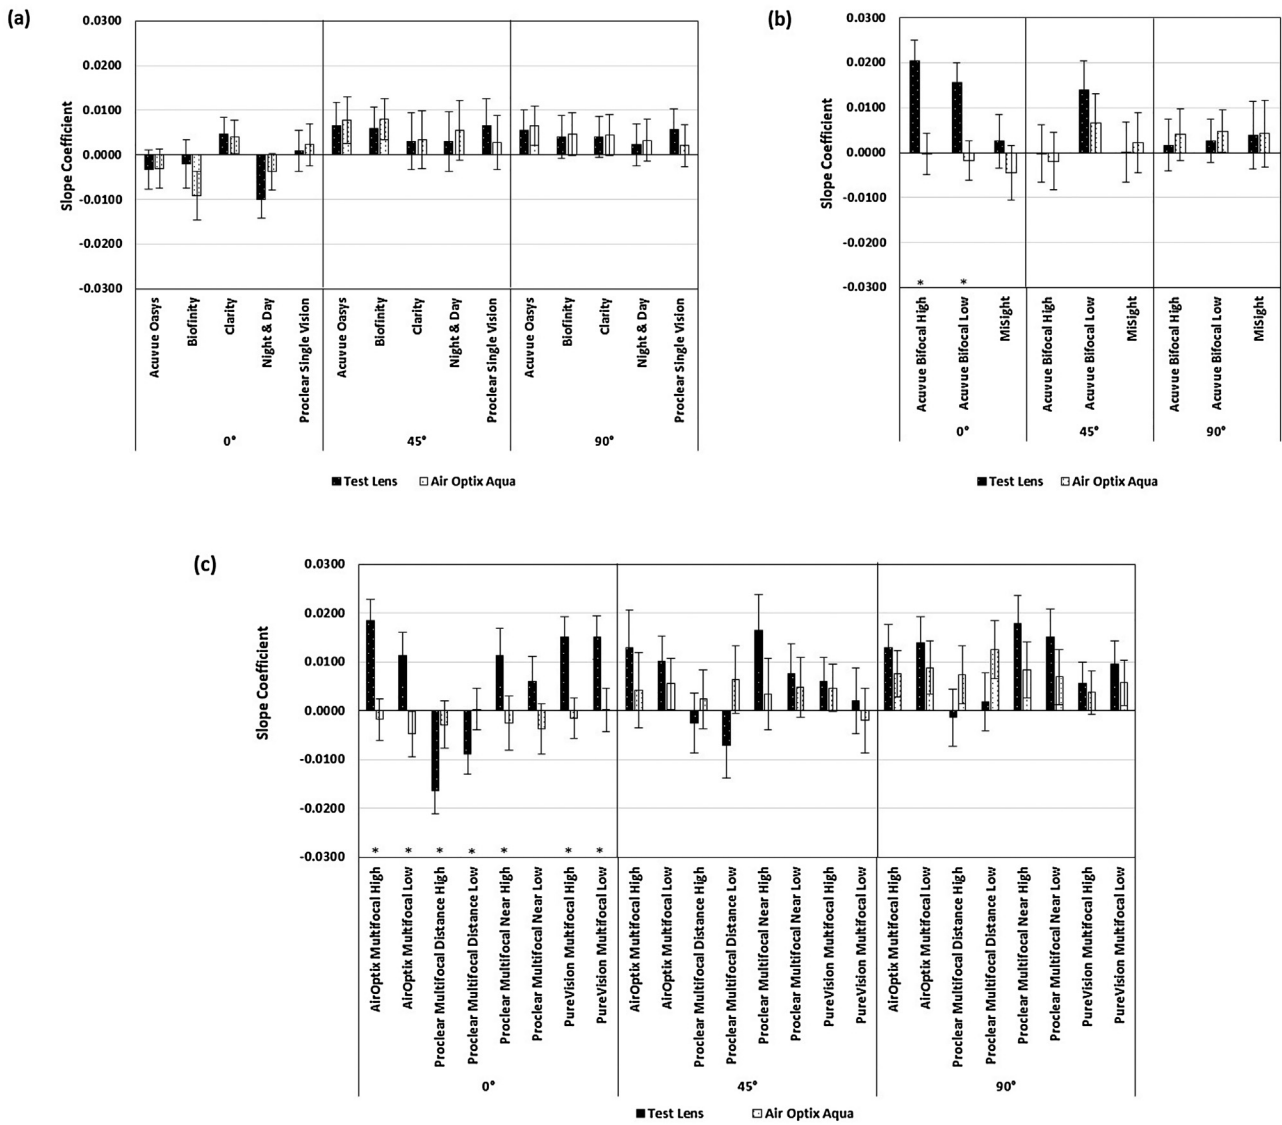 (a)
0.0300
0.0200
0.0100
0.0000
-0.0100
-0.0200
-0.0300
Slope Coefficient
Acuvue Oasys
Biofinity
Clarity
Night & Day
Proclear Single Vision
Acuvue Oasys
Biofinity
Clarity
Night & Day
Proclear Single Vision
Acuvue Oasys
Biofinity
Clarity
Night & Day
Proclear Single Vision
0° 45° 90°
Test Lens Air Optix Aqua
(b)
0.0300
0.0200
0.0100
0.0000
-0.0100
-0.0200
-0.0300
Slope Coefficient
* *
Acuvue Bifocal High
Acuvue Bifocal Low
MiSight
Acuvue Bifocal High
Acuvue Bifocal Low
MiSight
Acuvue Bifocal High
Acuvue Bifocal Low
MiSight
0° 45° 90°
Test Lens Air Optix Aqua
(c)
0.0300
0.0200
0.0100
0.0000
-0.0100
-0.0200
-0.0300
Slope Coefficient
* * * * * * *
AirOptix Multifocal High
AirOptix Multifocal Low
Proclear Multifocal Distance High
Proclear Multifocal Distance Low
Proclear Multifocal Near High
Proclear Multifocal Near Low
PureVision Multifocal High
PureVision Multifocal Low
AirOptix Multifocal High
AirOptix Multifocal Low
Proclear Multifocal Distance High
Proclear Multifocal Distance Low
Proclear Multifocal Near High
Proclear Multifocal Near Low
PureVision Multifocal High
PureVision Multifocal Low
AirOptix Multifocal High
AirOptix Multifocal Low
Proclear Multifocal Distance High
Proclear Multifocal Distance Low
Proclear Multifocal Near High
Proclear Multifocal Near Low
PureVision Multifocal High
PureVision Multifocal Low
0° 45° 90°
Test Lens Air Optix Aqua